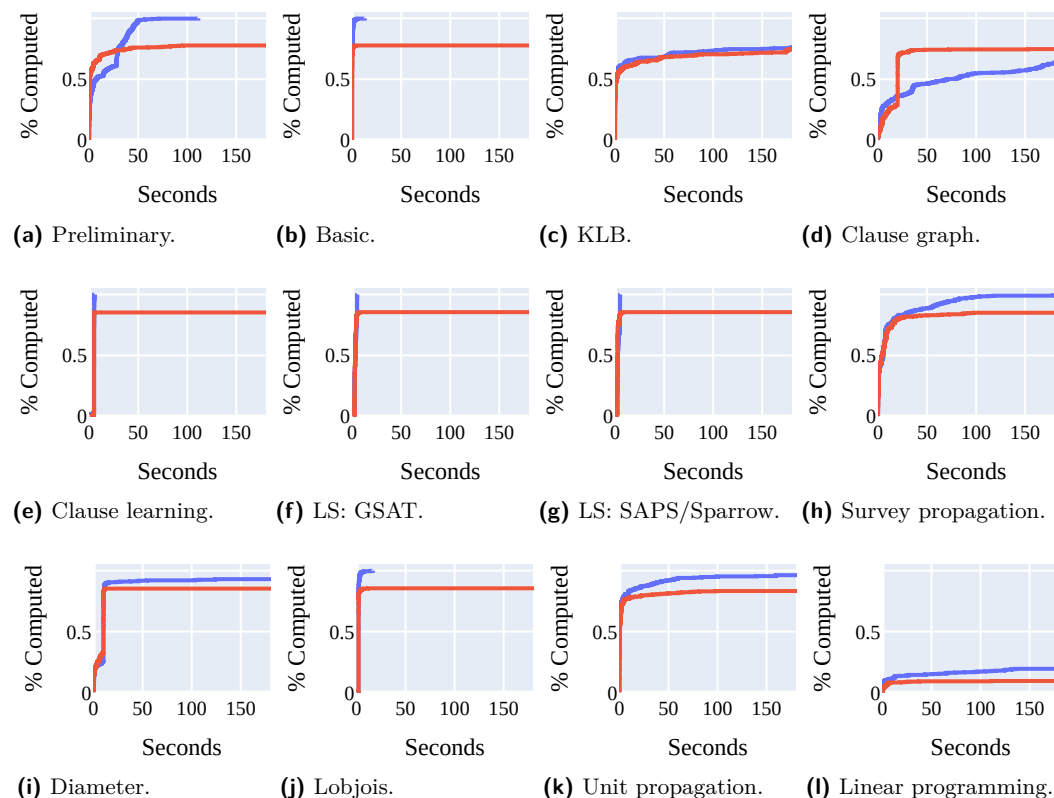 % Computed
0.5
0
0 50 100 150
Seconds
(a) Preliminary.
% Computed
0.5
0
0 50 100 150
Seconds
(b) Basic.
% Computed
0.5
0
0 50 100 150
Seconds
(c) KLB.
% Computed
0.5
0
0 50 100 150
Seconds
(d) Clause graph.
% Computed
0.5
0
0 50 100 150
Seconds
(e) Clause learning.
% Computed
0.5
0
0 50 100 150
Seconds
(f) LS: GSAT.
% Computed
0.5
0
0 50 100 150
Seconds
(g) LS: SAPS/Sparrow.
% Computed
0.5
0
0 50 100 150
Seconds
(h) Survey propagation.
% Computed
0.5
0
0 50 100 150
Seconds
(i) Diameter.
% Computed
0.5
0
0 50 100 150
Seconds
(j) Lobjois.
% Computed
0.5
0
0 50 100 150
Seconds
(k) Unit propagation.
% Computed
0.5
0
0 50 100 150
Seconds
(l) Linear programming.